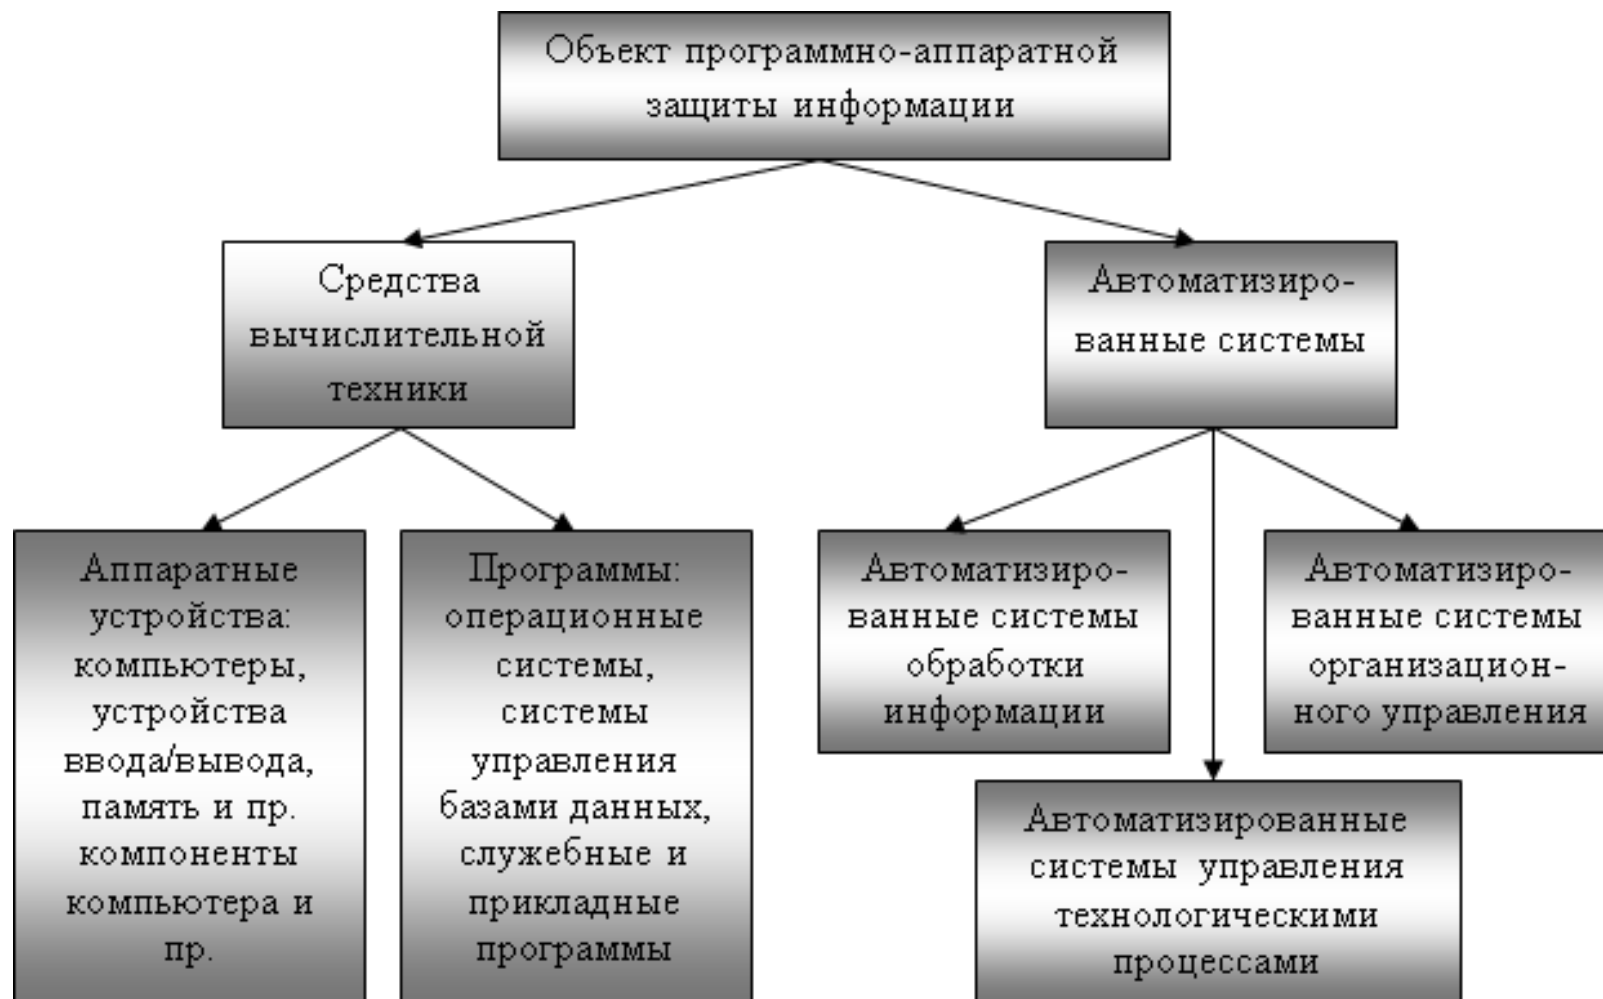 Объект программно-аппаратной
защиты информации
Средства
вычислительной
техники
Автоматизиро-
ванные системы
Аппаратные
устройства:
компьютеры,
устройства
ввода/вывода,
память и пр.
компоненты
компьютера и
пр.
Программы:
операционные
системы,
системы
управления
базами данных,
служебные и
прикладные
программы
Автоматизиро-
ванные системы
обработки
информации
Автоматизиро-
ванные системы
организацион-
ного управления
Автоматизированные
системы управления
технологическими
процессами